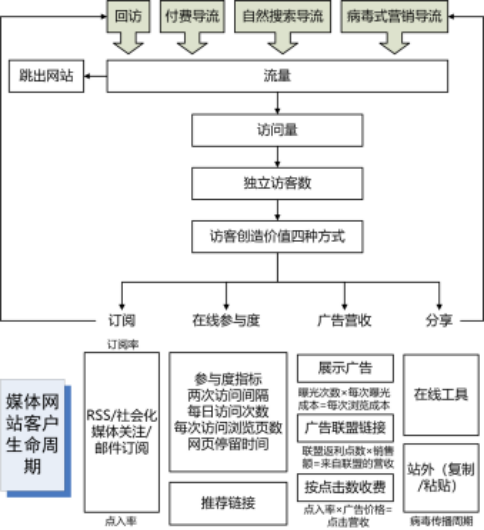 回访
付费导流
自然搜索导流
病毒式营销导流
跳出网站
流量
访问量
独立访客数
访客创造价值四种方式
订阅
在线参与度
广告营收
分享
订阅率
RSS/社会化
媒体关注/
邮件订阅
点入率
参与度指标
两次访问间隔
每日访问次数
每次访问浏览页数
网页停留时间
推荐链接
展示广告
曝光次数×每次曝光
成本=每次浏览成本
广告联盟链接
联盟返利点数×销售
额=来自联盟的营收
按点击数收费
点入率×广告价格=
点击营收
在线工具
站外（复制
/粘贴）
病毒传播周期
媒体网
站客户
生命周
期